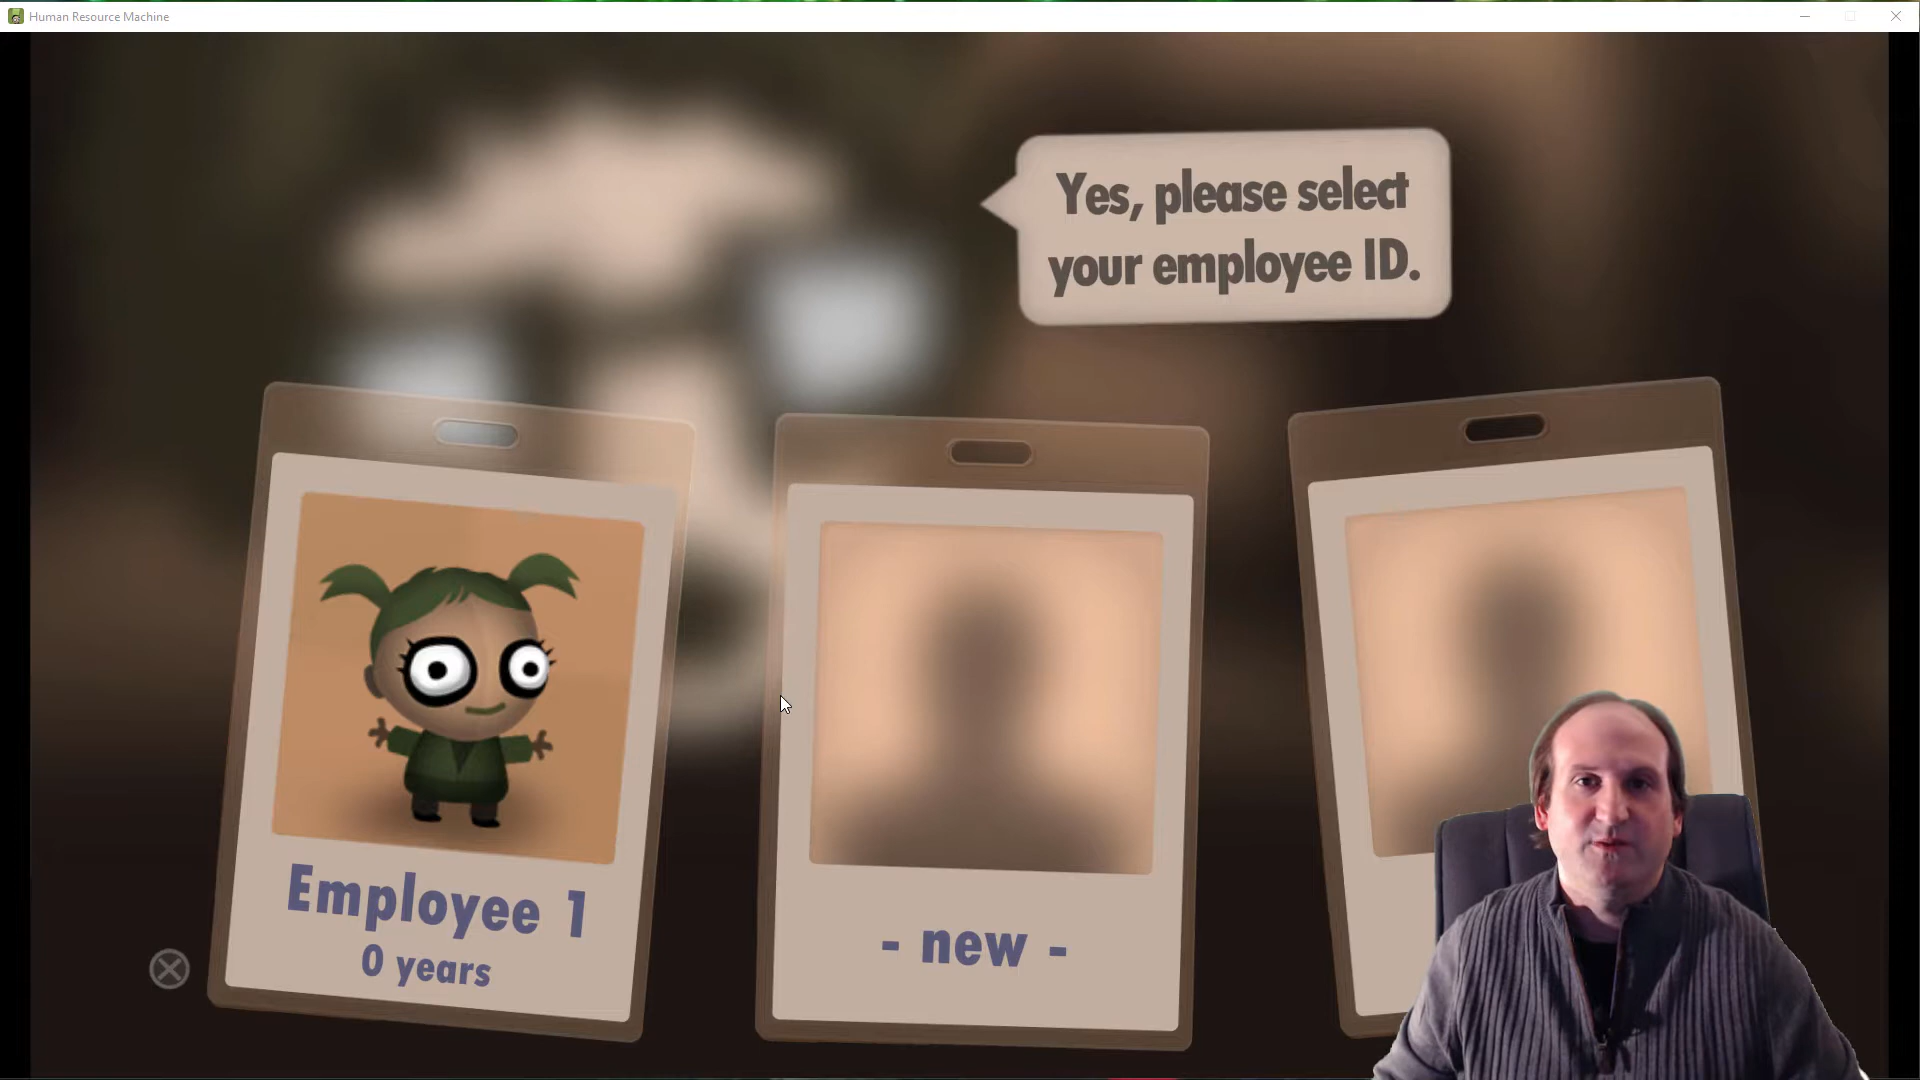 Human Resource Machine
Yes, please select
your employee ID.
Employee 1
0 years
- new -